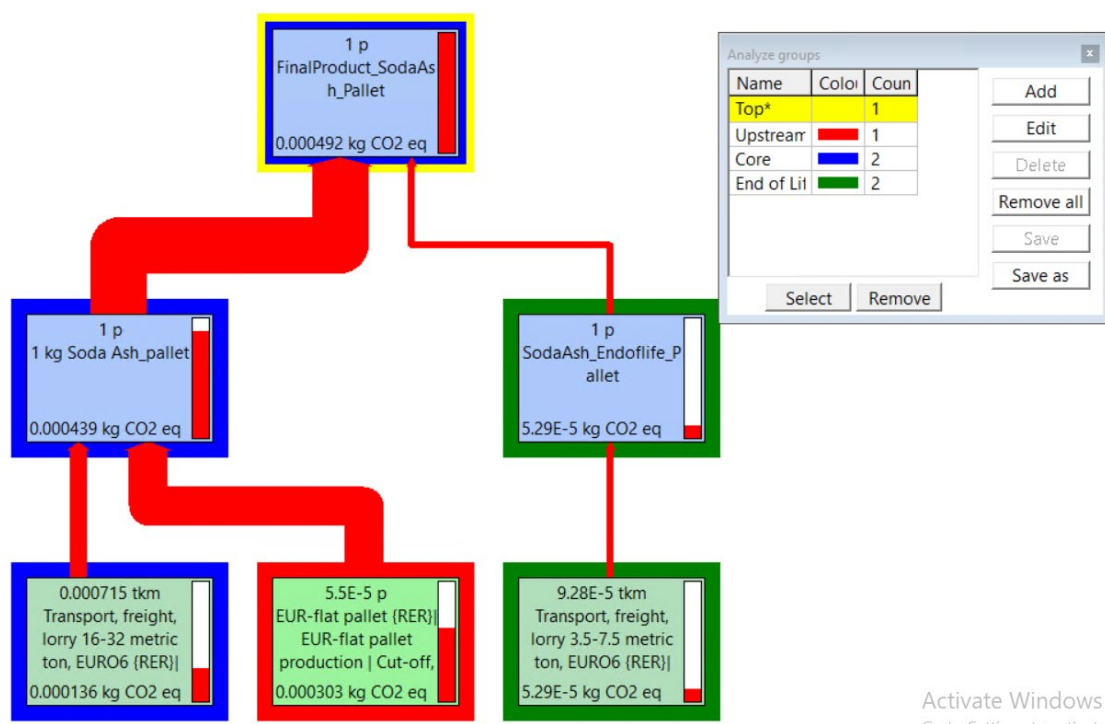 1 p
FinalProduct_SodaAs
h_Pallet
0.000492 kg CO2 eq
Analyze groups
x
Name Colou Coun
Top* 1
Upstream 1
Core 2
End of Lif 2
Add
Edit
Delete
Remove all
Save
Save as
Select Remove
1 p
1 kg Soda Ash_pallet
0.000439 kg CO2 eq
1 p
SodaAsh_Endoflife_P
allet
5.29E-5 kg CO2 eq
0.000715 tkm
Transport, freight,
lorry 16-32 metric
ton, EURO6 {RER}|
0.000136 kg CO2 eq
5.5E-5 p
EUR-flat pallet {RER}|
EUR-flat pallet
production | Cut-off,
0.000303 kg CO2 eq
9.28E-5 tkm
Transport, freight,
lorry 3.5-7.5 metric
ton, EURO6 {RER}|
5.29E-5 kg CO2 eq
Activate Windows